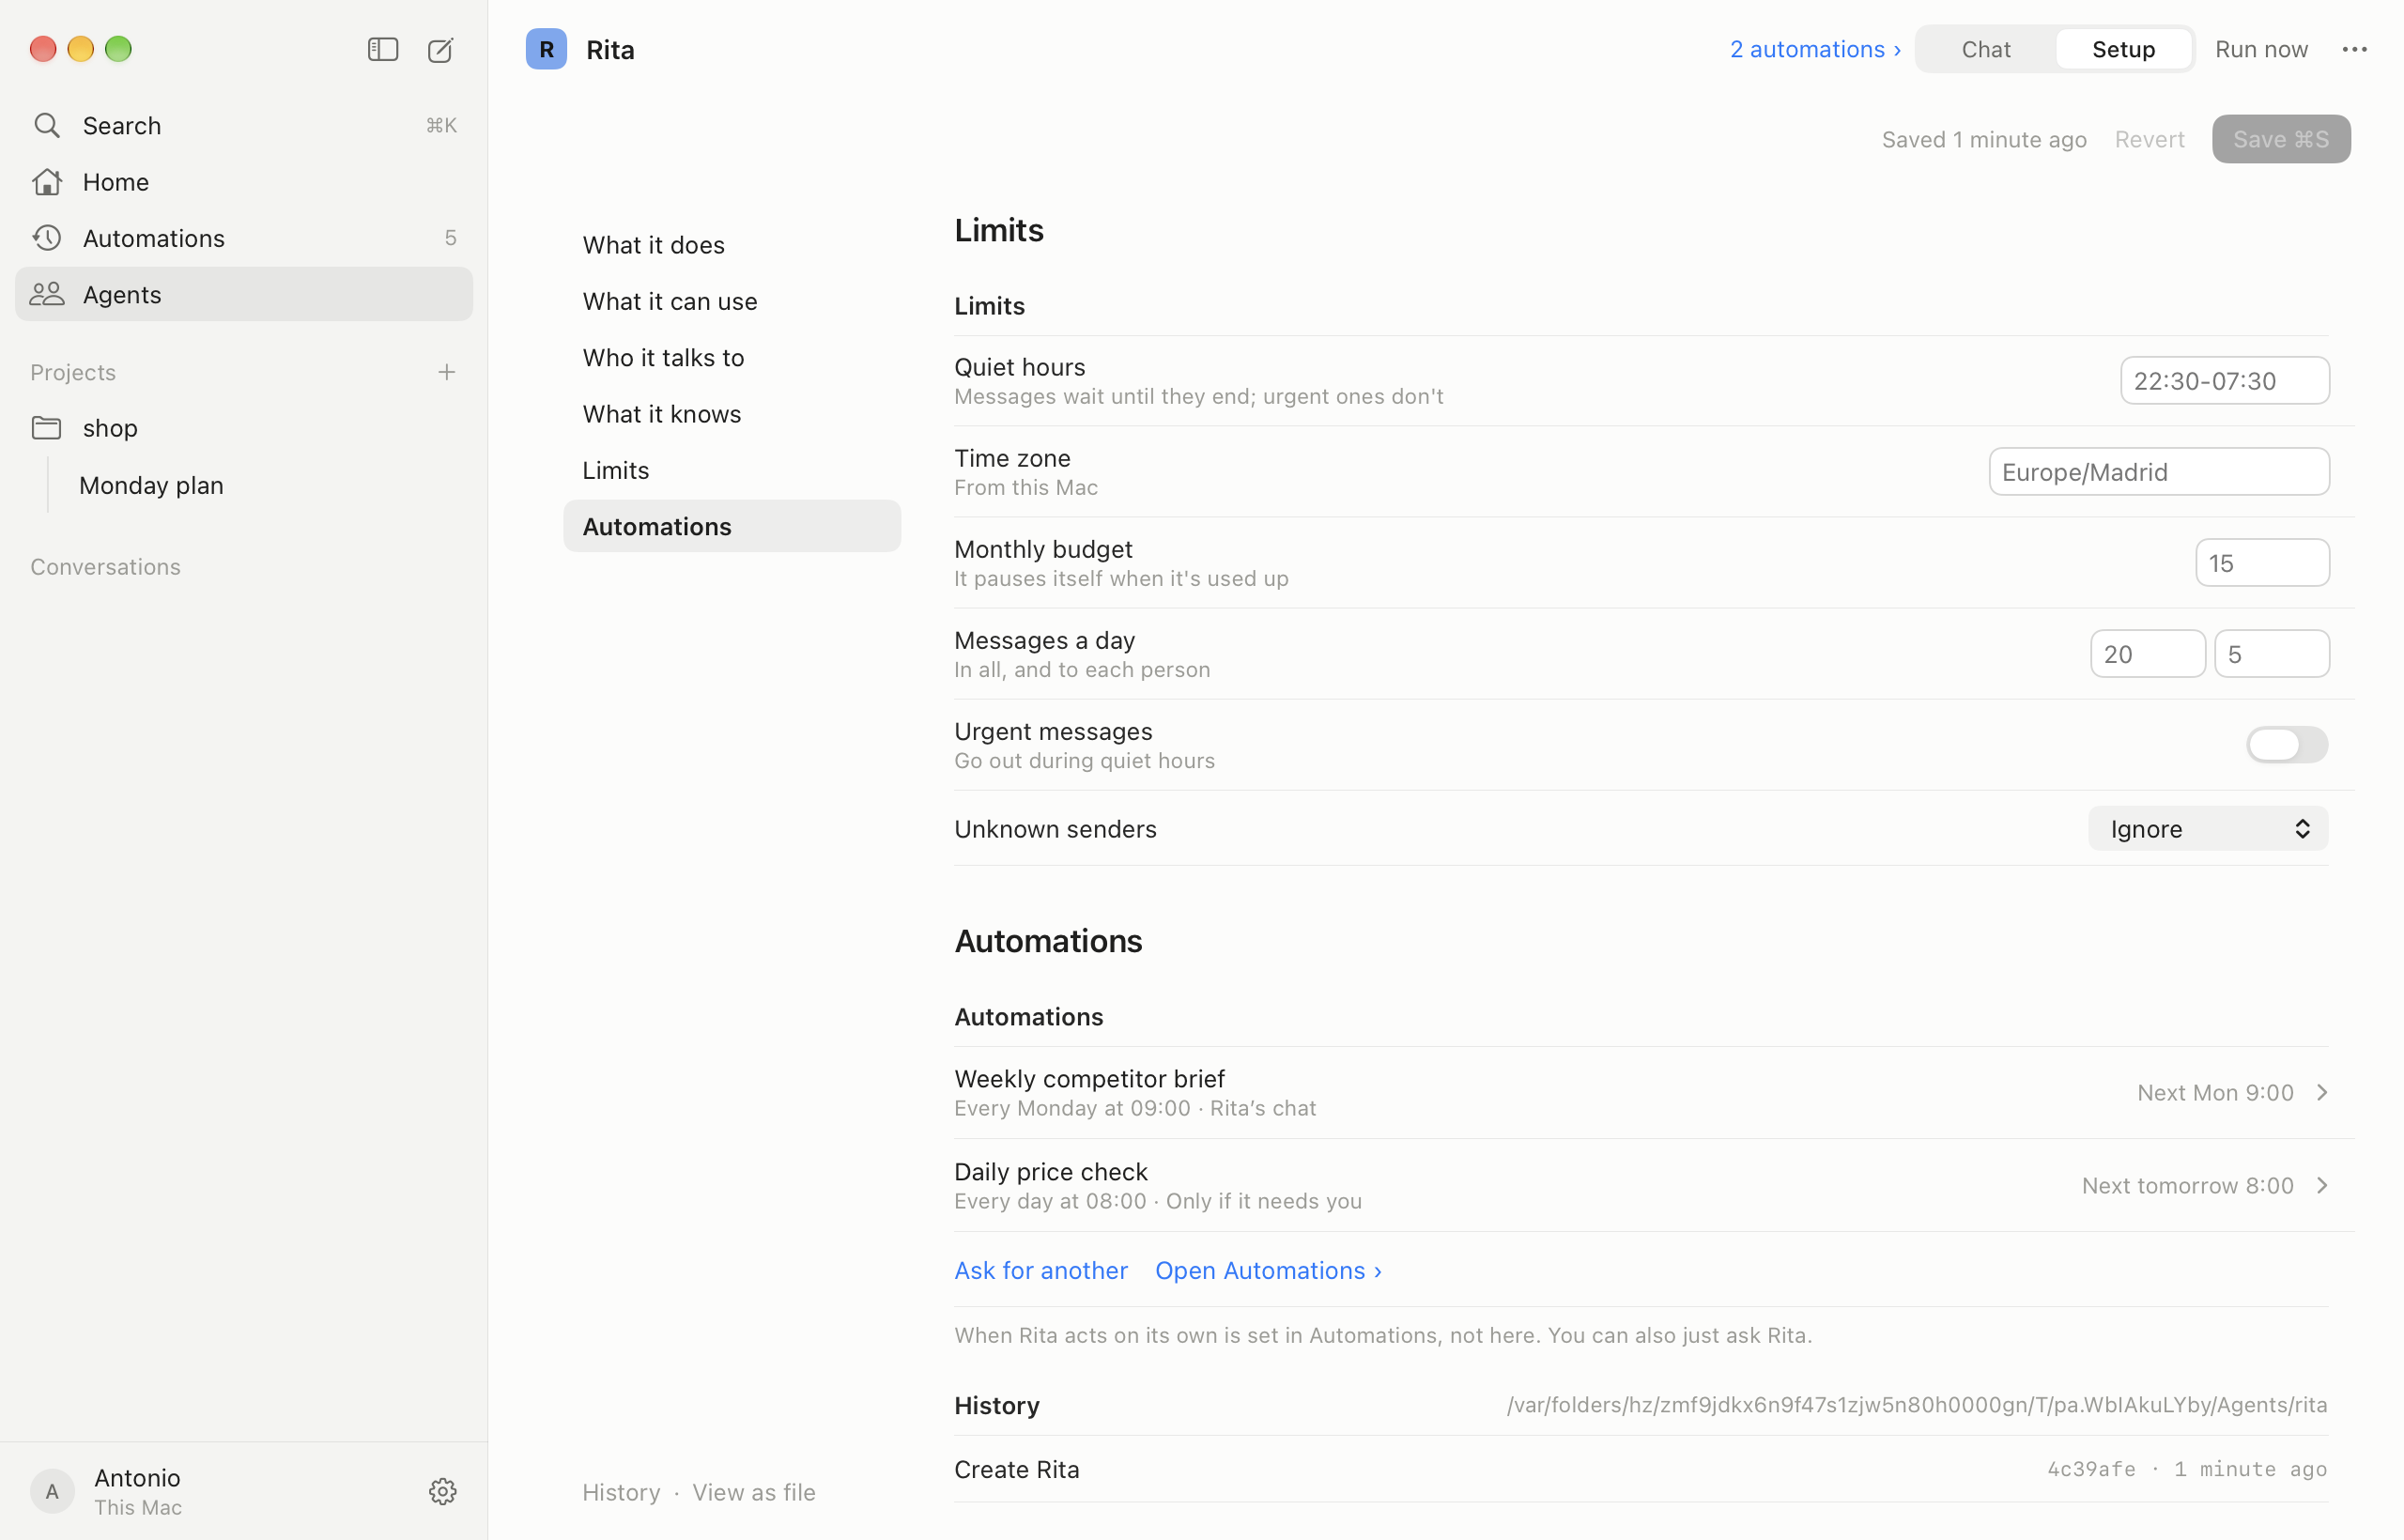 R Rita
2 automations ›
Chat
Setup
Run now
Search ⌘K
Home
Automations 5
Agents
Projects
shop
Monday plan
Conversations
Antonio
A
This Mac
Saved 1 minute ago
Revert
Save ⌘S
What it does
What it can use
Who it talks to
What it knows
Limits
Automations
History · View as file
Limits
Limits
Quiet hours
Messages wait until they end; urgent ones don't
22:30-07:30
Time zone
From this Mac
Europe/Madrid
Monthly budget
It pauses itself when it's used up
15
Messages a day
In all, and to each person
20
5
Urgent messages
Go out during quiet hours
Unknown senders
Ignore
Automations
Automations
Weekly competitor brief
Every Monday at 09:00 · Rita’s chat
Next Mon 9:00
Daily price check
Every day at 08:00 · Only if it needs you
Next tomorrow 8:00
Ask for another
Open Automations ›
When Rita acts on its own is set in Automations, not here. You can also just ask Rita.
History
/var/folders/hz/zmf9jdkx6n9f47s1zjw5n80h0000gn/T/pa.WbIAkuLYby/Agents/rita
Create Rita
4c39afe · 1 minute ago